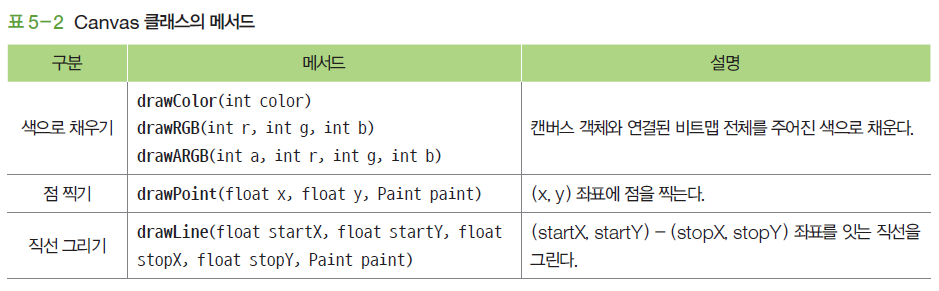 표 5-2 Canvas 클래스의 메서드
구분 메서드 설명
색으로 채우기
drawColor(int color)
drawRGB(int r, int g, int b)
drawARGB(int a, int r, int g, int b)
캔버스 객체와 연결된 비트맵 전체를 주어진 색으로 채운다.
점 찍기
drawPoint(float x, float y, Paint paint)
(x, y) 좌표에 점을 찍는다.
직선 그리기
drawLine(float startX, float startY, float
stopX, float stopY, Paint paint)
(startX, startY) - (stopX, stopY) 좌표를 잇는 직선을
그린다.